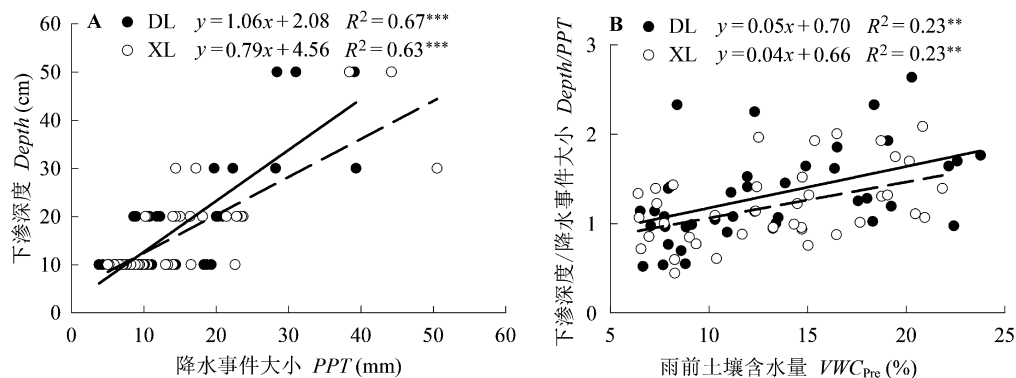 A
DL y=1.06x+2.08 R²=0.67***
XL y=0.79x+4.56 R²=0.63***
下渗深度 Depth (cm)
60
50
40
30
20
10
0
0 10 20 30 40 50 60
降水事件大小 PPT (mm)
B
DL y=0.05x+0.70 R²=0.23**
XL y=0.04x+0.66 R²=0.23**
下渗深度/降水事件大小 Depth/PPT
3
2
1
0
5 10 15 20 25
雨前土壤含水量 VWCPre (%)